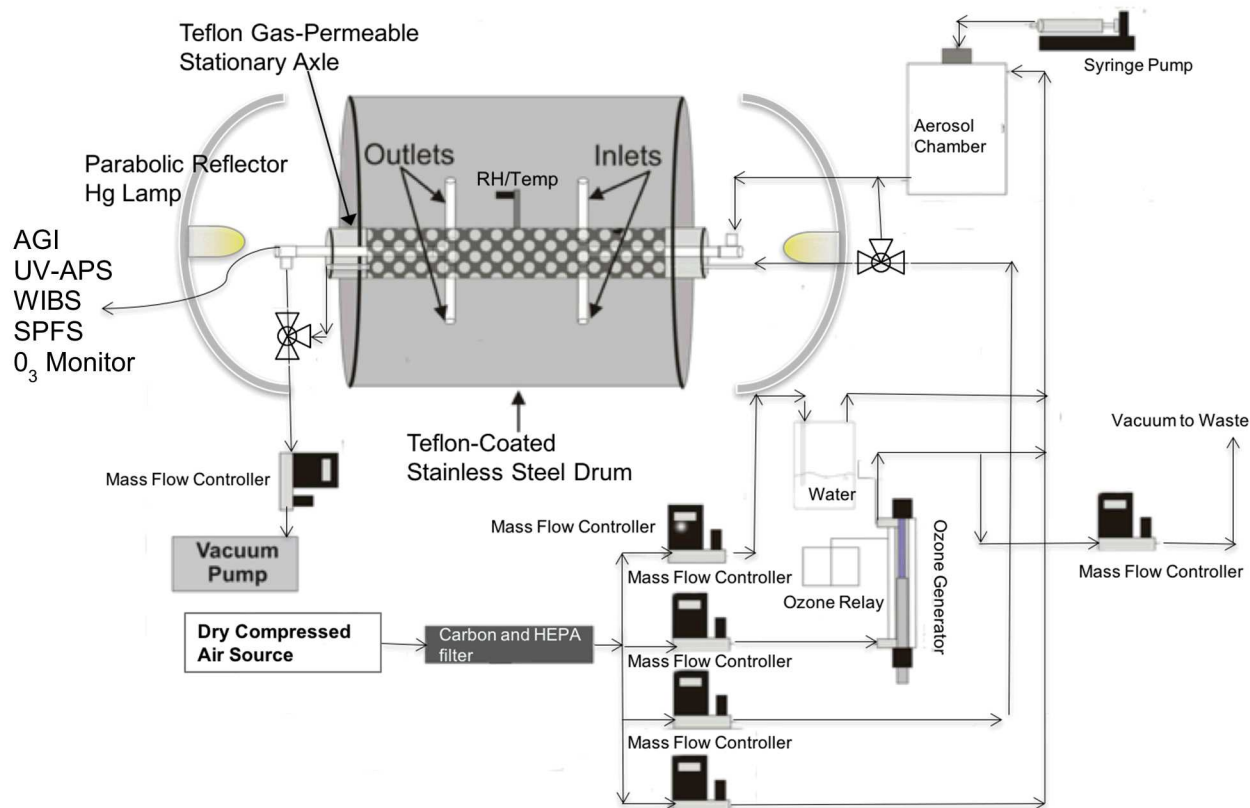 Teflon Gas-Permeable
Stationary Axle
Syringe Pump
Aerosol
Chamber
Parabolic Reflector
Hg Lamp
Outlets
RH/Temp
Inlets
AGI
UV-APS
WIBS
SPFS
0₃ Monitor
Teflon-Coated
Stainless Steel Drum
Vacuum to Waste
Mass Flow Controller
Water
Mass Flow Controller
Vacuum
Pump
Mass Flow Controller
Ozone Relay
Ozone Generator
Mass Flow Controller
Dry Compressed
Air Source
Carbon and HEPA
filter
Mass Flow Controller
Mass Flow Controller